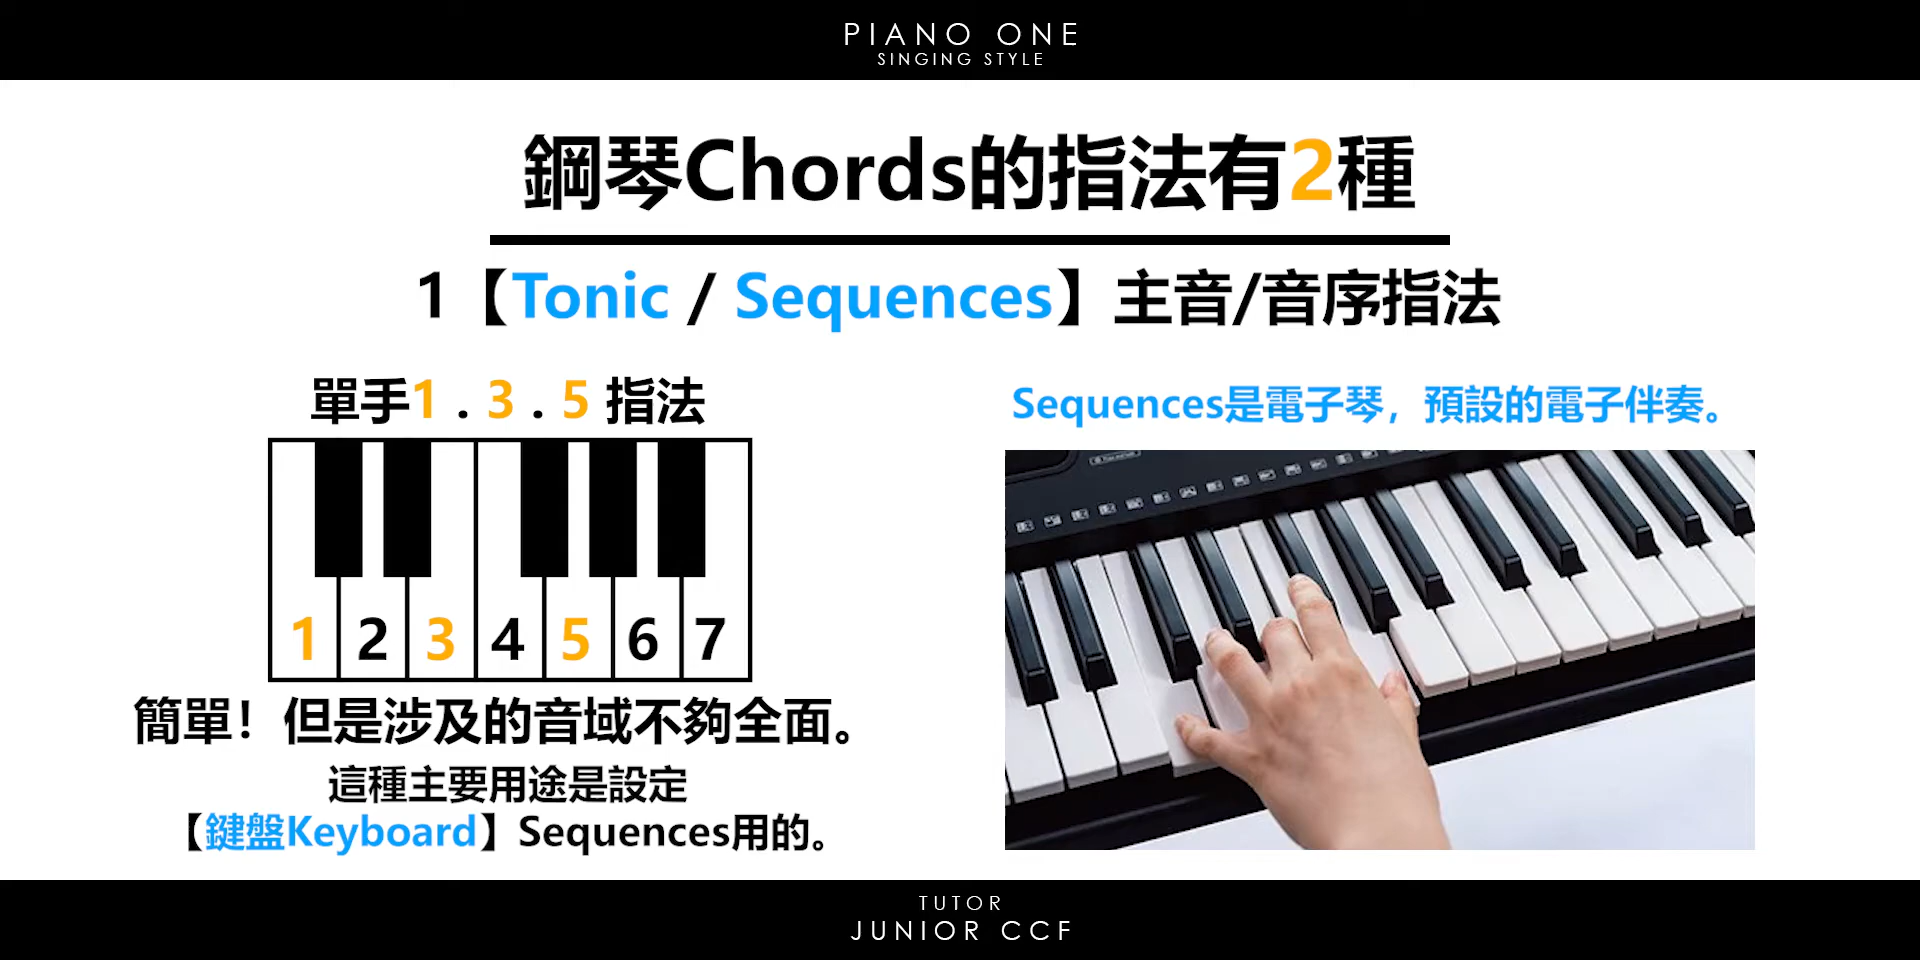 PIANO ONE
SINGING STYLE
鋼琴Chords的指法有2種
1【Tonic / Sequences】主音/音序指法
單手1 . 3 . 5 指法
1 2 3 4 5 6 7
簡單！但是涉及的音域不夠全面。
這種主要用途是設定
【鍵盤Keyboard】Sequences用的。
Sequences是電子琴，預設的電子伴奏。
TUTOR
JUNIOR CCF